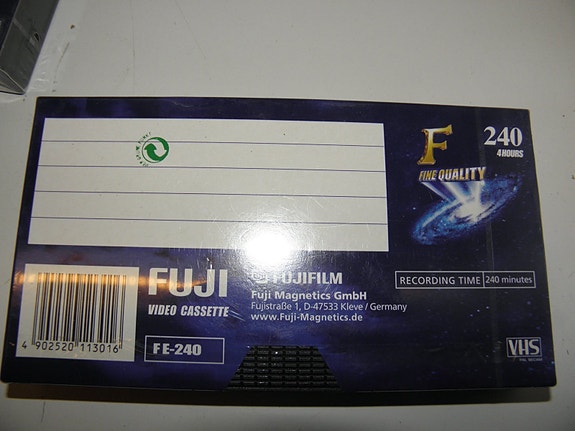 F
FINE QUALITY
240
4 HOURS
FUJI
VIDEO CASSETTE
FE-240
4 902520 113016
FUJIFILM
Fuji Magnetics GmbH
Fujistraße 1, D-47533 Kleve / Germany
www.Fuji-Magnetics.de
RECORDING TIME 240 minutes
VHS